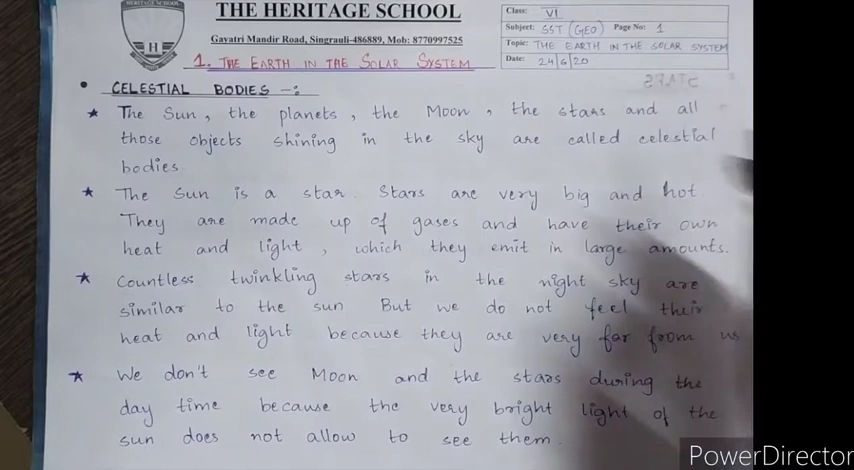 THE HERITAGE SCHOOL
Gavatri Mandir Road, Singrauli-486889, Mob: 8770997525
HERITAGE SCHOOL
H
Class: VI
Subject: SST (GEO) Page No: 1
Topic: THE EARTH IN THE SOLAR SYSTEM
Date: 24/6/20
1. THE EARTH IN THE SOLAR SYSTEM
• CELESTIAL BODIES -:
★ The Sun, the planets, the Moon, the stars and all
those objects shining in the sky are called celestial
bodies.
★ The Sun is a star. Stars are very big and hot.
They are made up of gases and have their own
heat and light, which they emit in large amounts.
★ Countless twinkling stars in the night sky are
similar to the sun But we do not feel their
heat and light because they are very far from us
★ We don't see Moon and the stars during the
day time because the very bright light of the
sun does not allow to see them.
PowerDirector